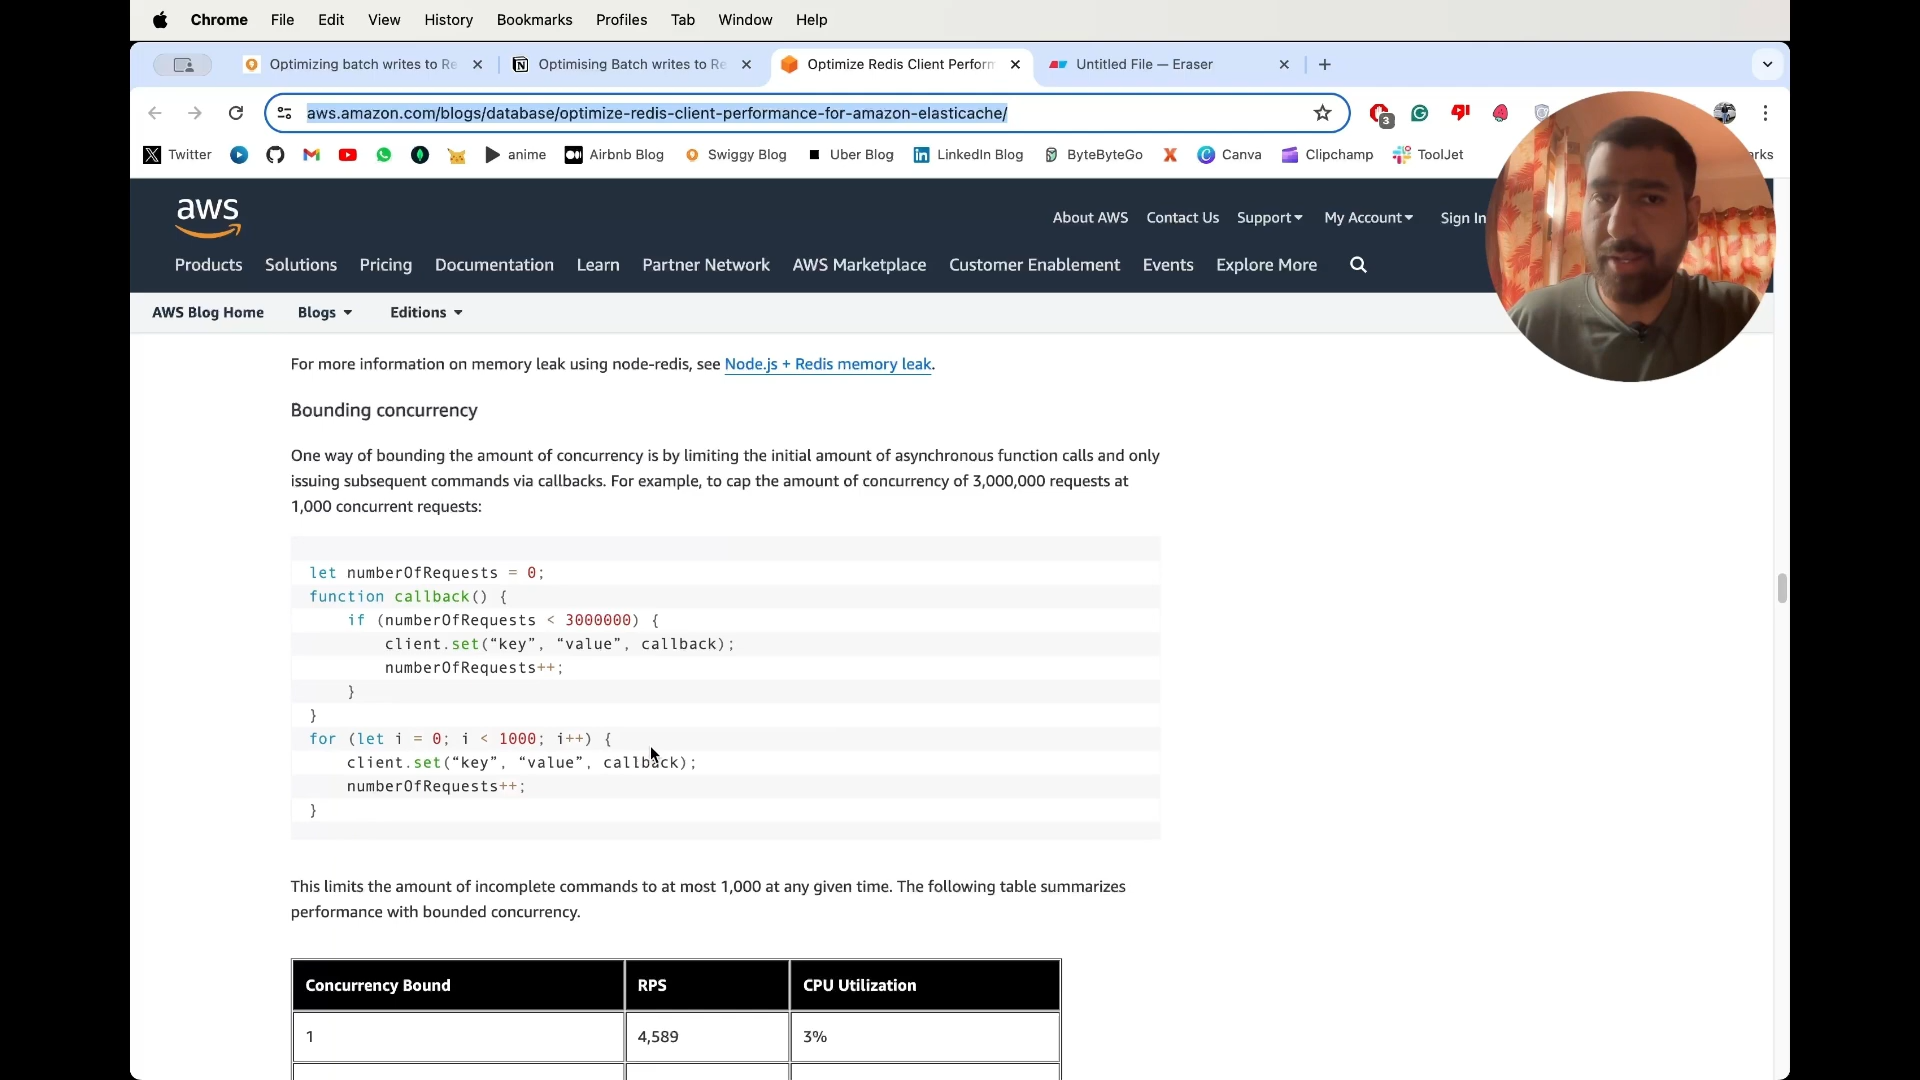 Chrome File Edit View History Bookmarks Profiles Tab Window Help
Optimizing batch writes to Re
Optimising Batch writes to Re
Optimize Redis Client Perform
Untitled File — Eraser
aws.amazon.com/blogs/database/optimize-redis-client-performance-for-amazon-elasticache/
3
Twitter anime Airbnb Blog Swiggy Blog Uber Blog LinkedIn Blog ByteByteGo Canva Clipchamp ToolJet
aws
About AWS Contact Us Support My Account Sign In
Products Solutions Pricing Documentation Learn Partner Network AWS Marketplace Customer Enablement Events Explore More
AWS Blog Home Blogs Editions
For more information on memory leak using node-redis, see Node.js + Redis memory leak.
Bounding concurrency
One way of bounding the amount of concurrency is by limiting the initial amount of asynchronous function calls and only
issuing subsequent commands via callbacks. For example, to cap the amount of concurrency of 3,000,000 requests at
1,000 concurrent requests:
let numberOfRequests = 0;
function callback() {
if (numberOfRequests < 3000000) {
client.set(“key”, “value”, callback);
numberOfRequests++;
}
}
for (let i = 0; i < 1000; i++) {
client.set(“key”, “value”, callback);
numberOfRequests++;
}
This limits the amount of incomplete commands to at most 1,000 at any given time. The following table summarizes
performance with bounded concurrency.
Concurrency Bound RPS CPU Utilization
1 4,589 3%